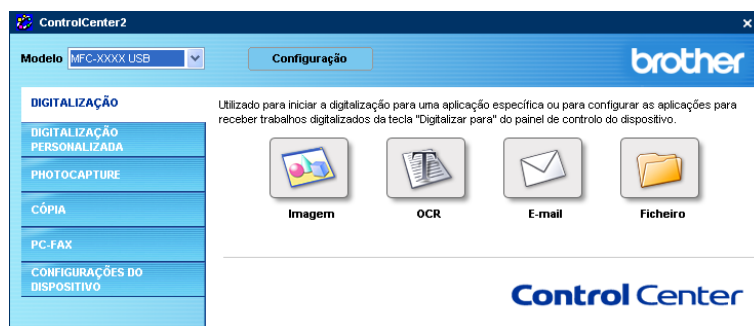 ControlCenter2
Modelo MFC-XXXX USB
Configuração
brother
DIGITALIZAÇÃO
DIGITALIZAÇÃO
PERSONALIZADA
PHOTOCAPTURE
CÓPIA
PC-FAX
CONFIGURAÇÕES DO
DISPOSITIVO
Utilizado para iniciar a digitalização para uma aplicação específica ou para configurar as aplicações para
receber trabalhos digitalizados da tecla "Digitalizar para" do painel de controlo do dispositivo.
Imagem
OCR
E-mail
Ficheiro
Control Center